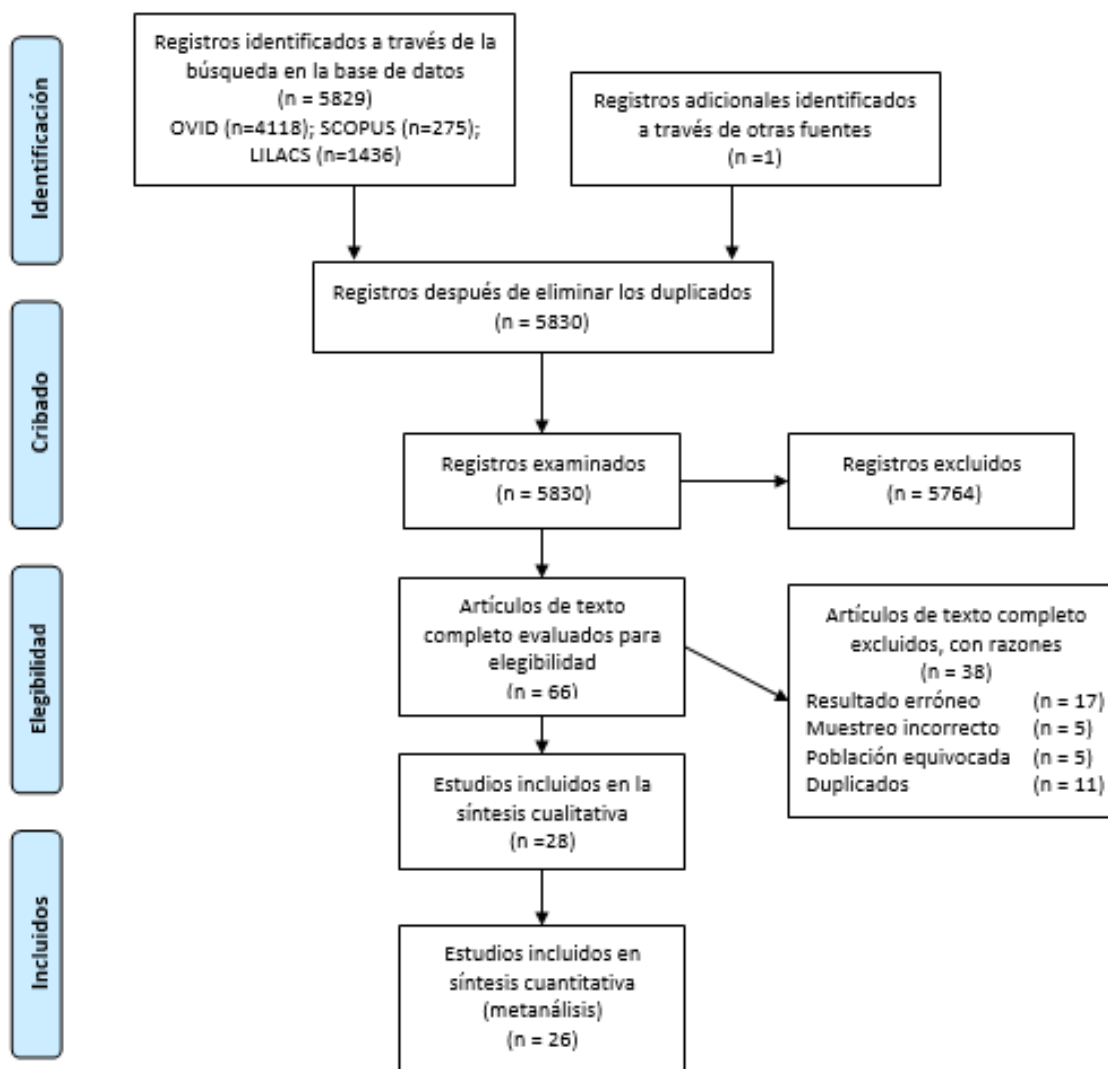 Identificación
Registros identificados a través de la
búsqueda en la base de datos
(n = 5829)
OVID (n=4118); SCOPUS (n=275);
LILACS (n=1436)
Registros adicionales identificados
a través de otras fuentes
(n =1)
Registros después de eliminar los duplicados
(n = 5830)
Cribado
Registros examinados
(n = 5830)
Registros excluidos
(n = 5764)
Elegibilidad
Artículos de texto
completo evaluados para
elegibilidad
(n = 66)
Artículos de texto completo
excluidos, con razones
(n = 38)
Resultado erróneo (n = 17)
Muestreo incorrecto (n = 5)
Población equivocada (n = 5)
Duplicados (n = 11)
Estudios incluidos en la
síntesis cualitativa
(n =28)
Incluidos
Estudios incluidos en
síntesis cuantitativa
(metanálisis)
(n = 26)